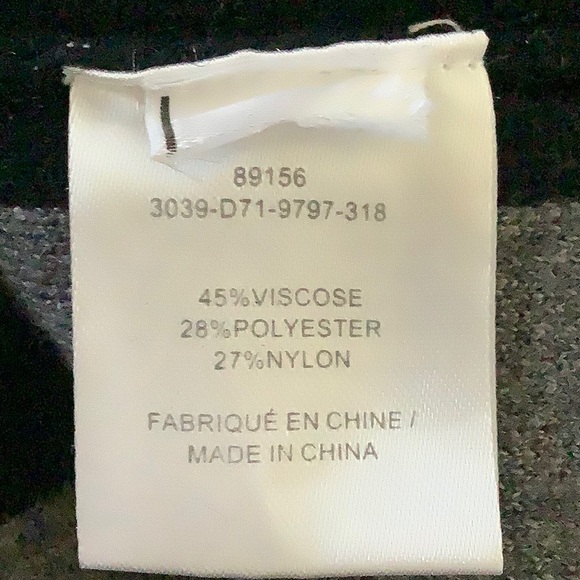 89156
3039-D71-9797-318
45%VISCOSE
28%POLYESTER
27%NYLON
FABRIQUÉ EN CHINE /
MADE IN CHINA